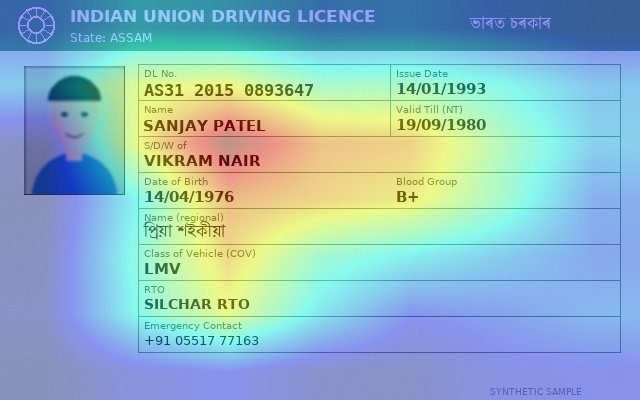 INDIAN UNION DRIVING LICENCE
State: ASSAM
ভাৰত চৰকাৰ
DL No.
AS31 2015 0893647
Issue Date
14/01/1993
Name
SANJAY PATEL
Valid Till (NT)
19/09/1980
S/D/W of
VIKRAM NAIR
Date of Birth
14/04/1976
Blood Group
B+
Name (regional)
প্ৰিয়া শইকীয়া
Class of Vehicle (COV)
LMV
RTO
SILCHAR RTO
Emergency Contact
+91 05517 77163
SYNTHETIC SAMPLE